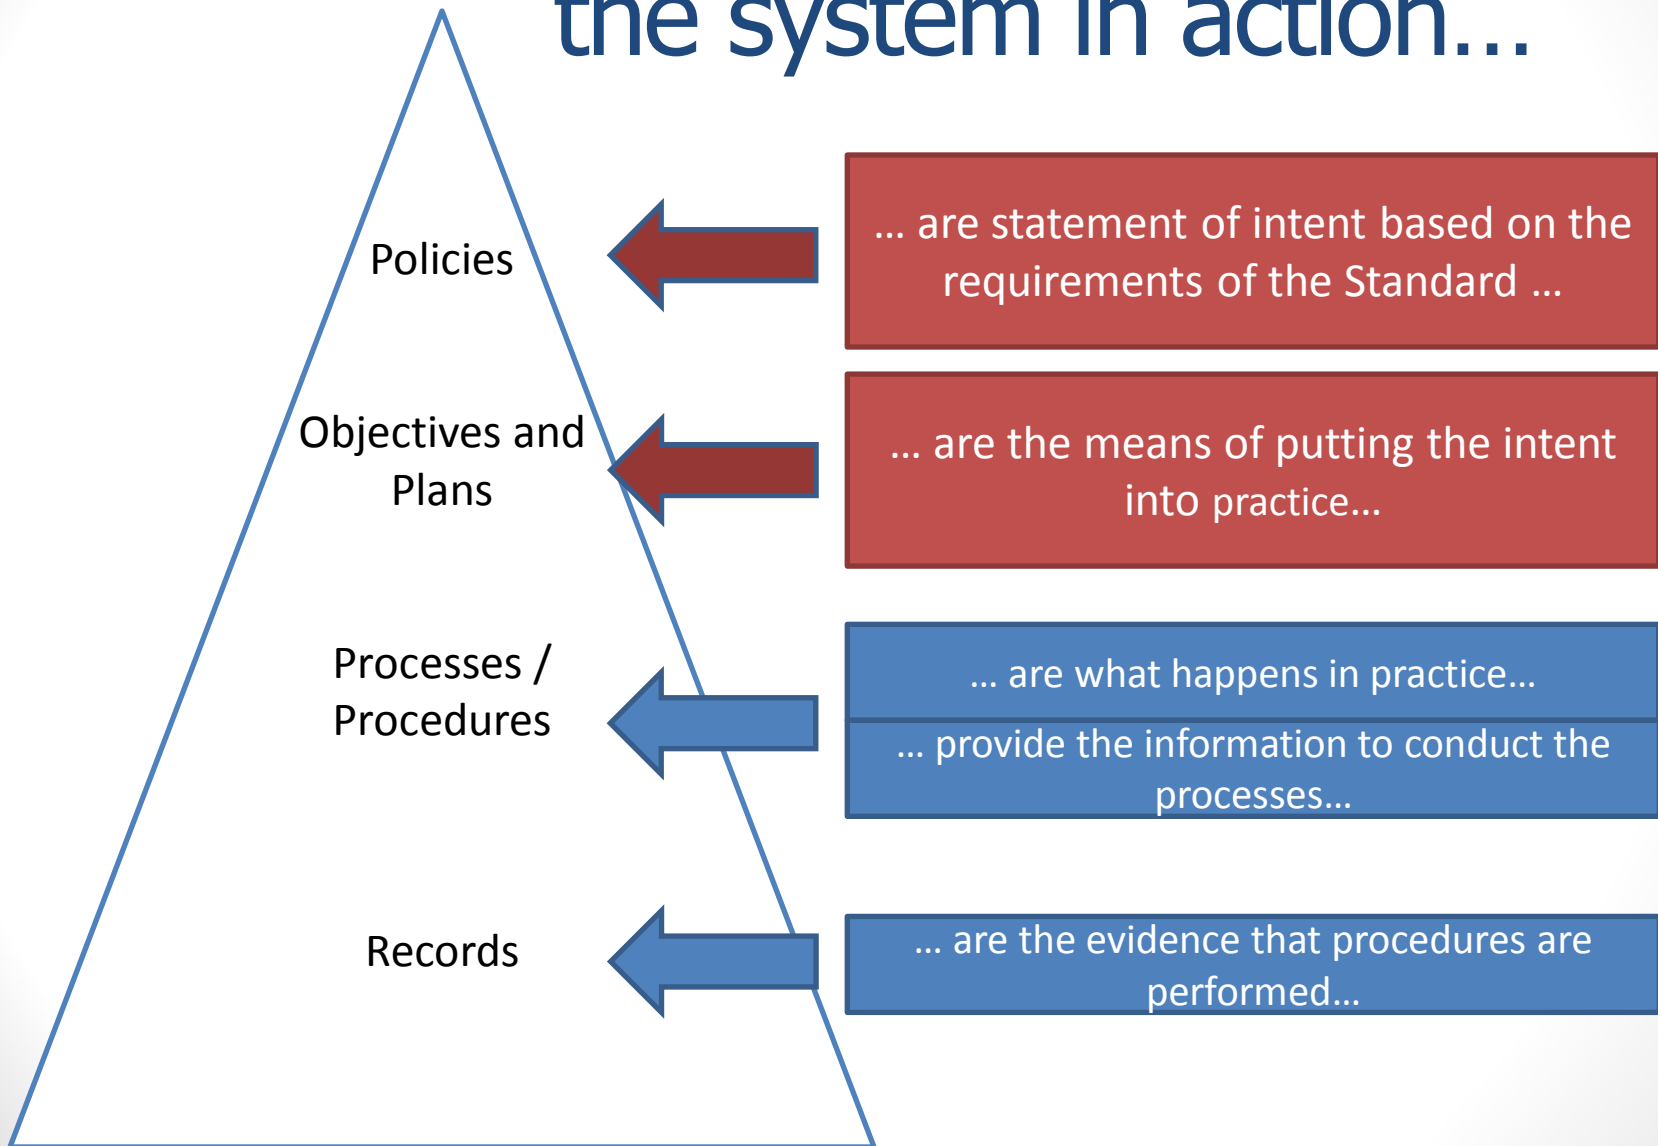 the system in action…
Policies
… are statement of intent based on the
requirements of the Standard …
Objectives and
Plans
… are the means of putting the intent
into practice…
Processes /
Procedures
… are what happens in practice…
… provide the information to conduct the
processes…
Records
… are the evidence that procedures are
performed…